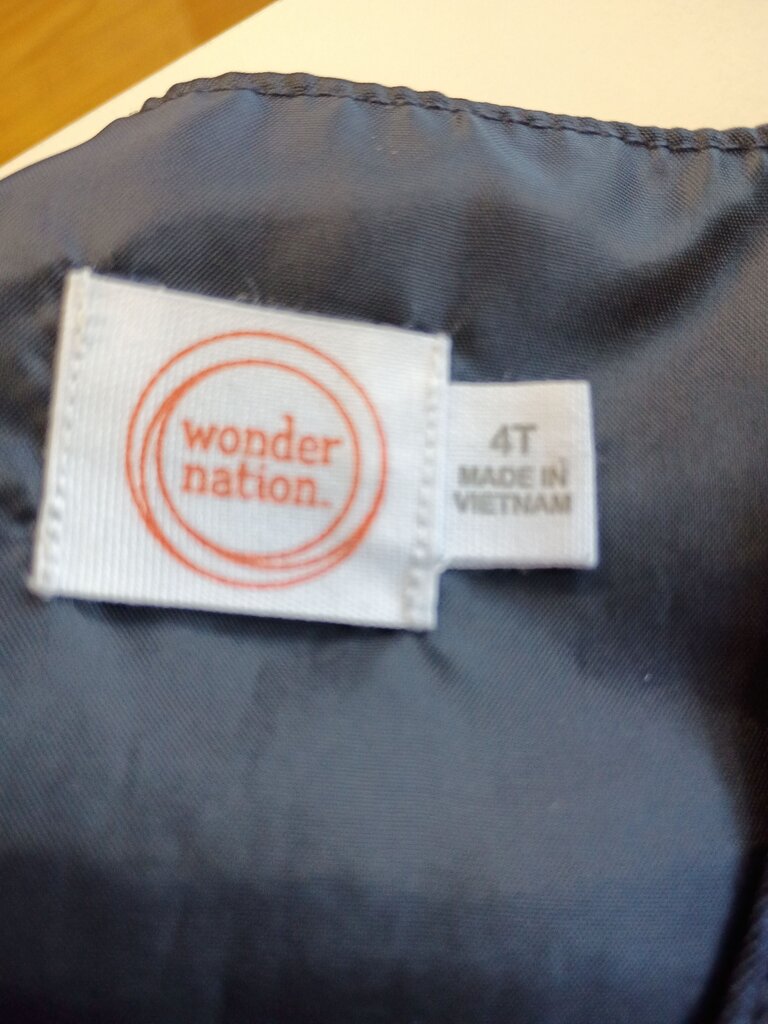 wonder
nation.
4T
MADE IN
VIETNAM